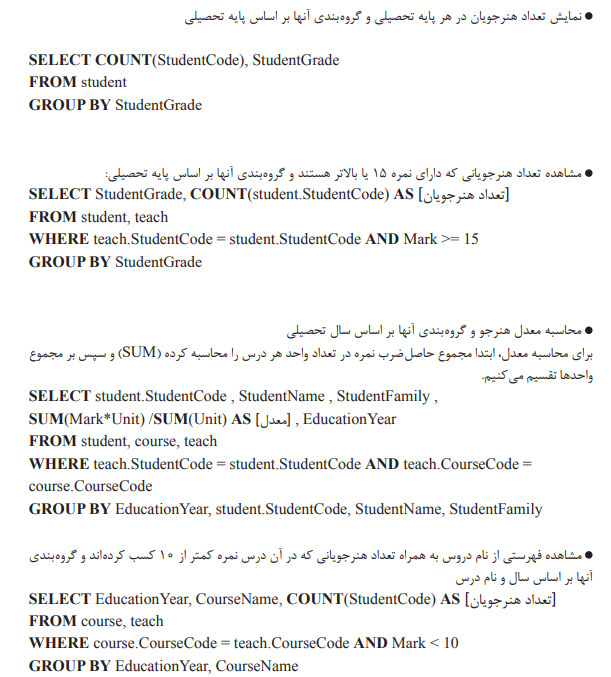 ● نمایش تعداد هنرجویان در هر پایه تحصیلی و گروه‌بندی آنها بر اساس پایه تحصیلی
SELECT COUNT(StudentCode), StudentGrade
FROM student
GROUP BY StudentGrade
● مشاهده تعداد هنرجویانی که دارای نمره ۱۵ یا بالاتر هستند و گروه‌بندی آنها بر اساس پایه تحصیلی:
SELECT StudentGrade, COUNT(student.StudentCode) AS [تعداد هنرجویان]
FROM student, teach
WHERE teach.StudentCode = student.StudentCode AND Mark >= 15
GROUP BY StudentGrade
● محاسبه معدل هنرجو و گروه‌بندی آنها بر اساس سال تحصیلی
برای محاسبه معدل، ابتدا مجموع حاصل‌ضرب نمره در تعداد واحد هر درس را محاسبه کرده (SUM) و سپس بر مجموع
واحدها تقسیم می‌کنیم.
SELECT student.StudentCode , StudentName , StudentFamily ,
SUM(Mark*Unit) /SUM(Unit) AS [معدل] , EducationYear
FROM student, course, teach
WHERE teach.StudentCode = student.StudentCode AND teach.CourseCode =
course.CourseCode
GROUP BY EducationYear, student.StudentCode, StudentName, StudentFamily
● مشاهده فهرستی از نام دروس به همراه تعداد هنرجویانی که در آن درس نمره کمتر از ۱۰ کسب کرده‌اند و گروه‌بندی
آنها بر اساس سال و نام درس
SELECT EducationYear, CourseName, COUNT(StudentCode) AS [تعداد هنرجویان]
FROM course, teach
WHERE course.CourseCode = teach.CourseCode AND Mark < 10
GROUP BY EducationYear, CourseName